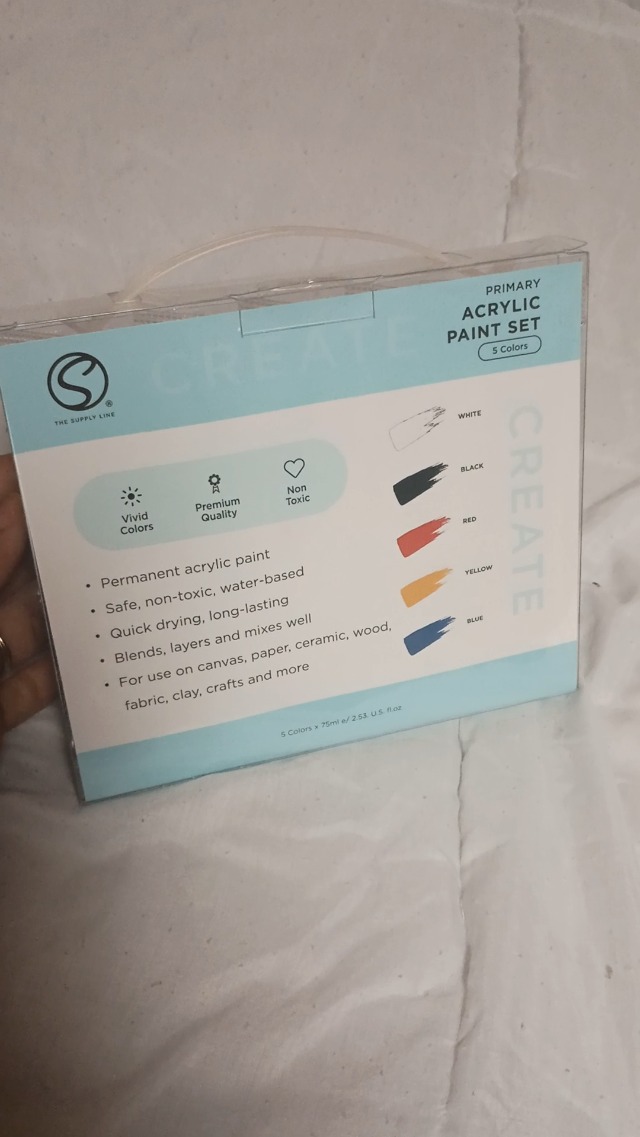 CREATE
PRIMARY
ACRYLIC
PAINT SET
5 Colors
S
®
THE SUPPLY LINE
Vivid
Colors
Premium
Quality
Non
Toxic
• Permanent acrylic paint
• Safe, non-toxic, water-based
• Quick drying, long-lasting
• Blends, layers and mixes well
• For use on canvas, paper, ceramic, wood,
fabric, clay, crafts and more
WHITE
BLACK
RED
YELLOW
BLUE
CREATE
5 Colors x 75ml e/ 2.53. U.S. fl.oz